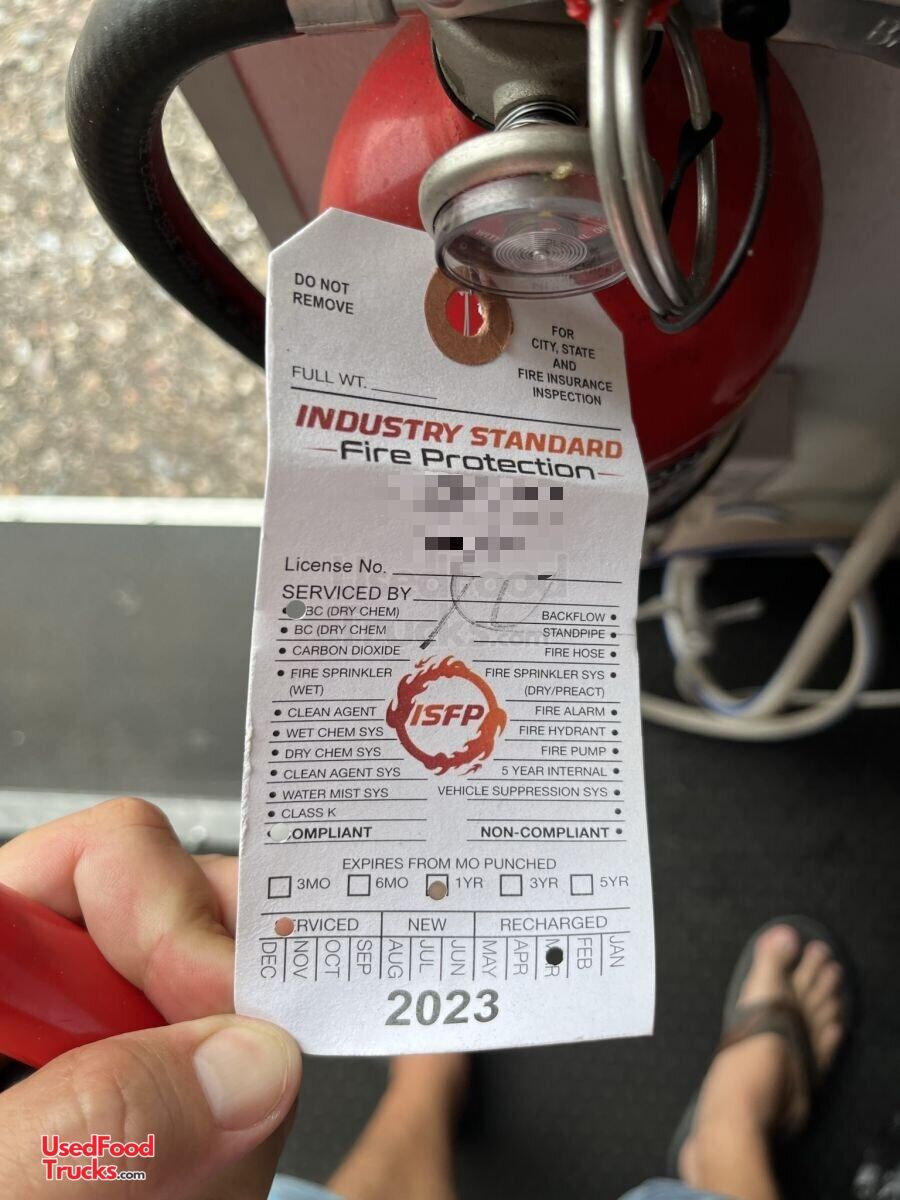 DO NOT
REMOVE
FOR
CITY, STATE
AND
FIRE INSURANCE
INSPECTION
FULL WT.
INDUSTRY STANDARD
Fire Protection
License No.
SERVICED BY
BC (DRY CHEM)
BACKFLOW
BC (DRY CHEM
STANDPIPE
CARBON DIOXIDE
FIRE HOSE
FIRE SPRINKLER
(WET)
FIRE SPRINKLER SYS
(DRY/PREACT)
CLEAN AGENT
FIRE ALARM
ISFP
WET CHEM SYS
FIRE HYDRANT
DRY CHEM SYS
FIRE PUMP
CLEAN AGENT SYS
5 YEAR INTERNAL
WATER MIST SYS
VEHICLE SUPPRESSION SYS
CLASS K
OMPLIANT
NON-COMPLIANT
EXPIRES FROM MO PUNCHED
3MO 6MO 1YR 3YR 5YR
ERVICED NEW RECHARGED
DEC NOV OCT SEP AUG JUL JUN MAY APR MAR FEB JAN
2023
UsedFood
Trucks.com